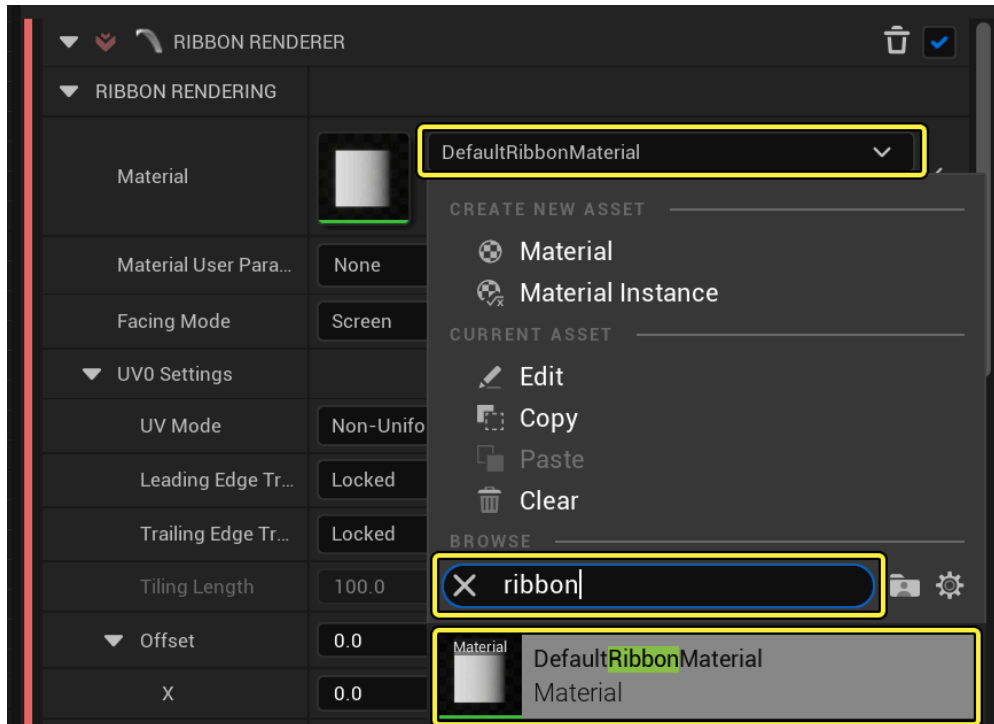 RIBBON RENDERER
RIBBON RENDERING
Material
DefaultRibbonMaterial
CREATE NEW ASSET
Material
Material Instance
Material User Para...
None
Facing Mode
Screen
CURRENT ASSET
UV0 Settings
Edit
UV Mode
Non-Unifo
Copy
Leading Edge Tr...
Locked
Paste
Clear
Trailing Edge Tr...
Locked
BROWSE
Tiling Length
100.0
ribbon
Offset
0.0
Material
DefaultRibbonMaterial
Material
X
0.0